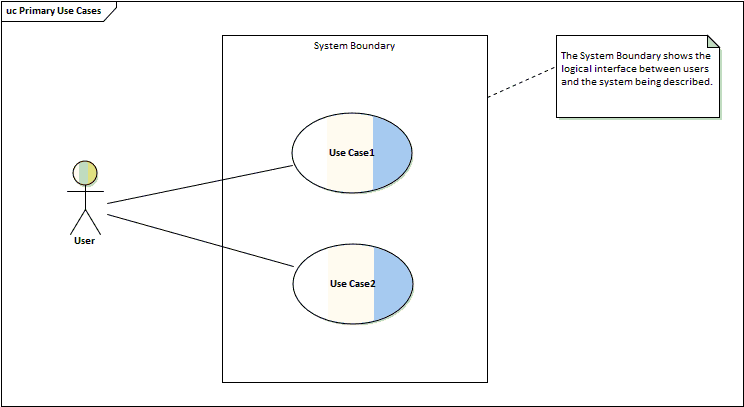 uc Primary Use Cases
System Boundary
The System Boundary shows the
logical interface between users
and the system being described.
Use Case1
User
Use Case2